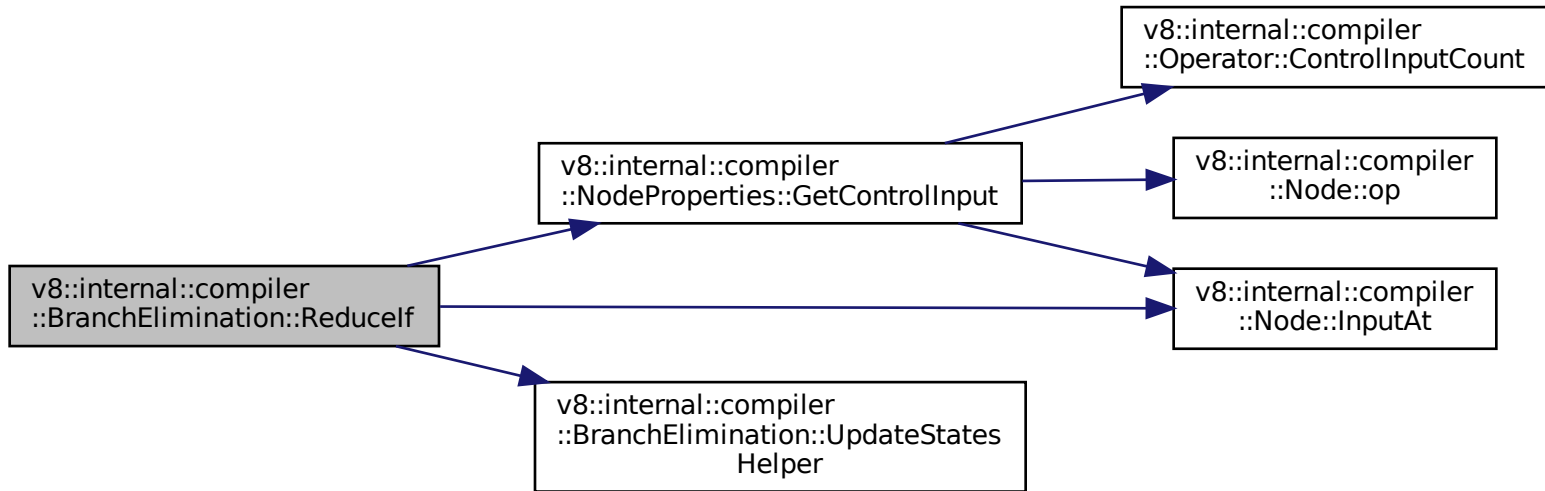 v8::internal::compiler
::Operator::ControlInputCount
v8::internal::compiler
::NodeProperties::GetControlInput
v8::internal::compiler
::Node::op
v8::internal::compiler
::BranchElimination::ReduceIf
v8::internal::compiler
::Node::InputAt
v8::internal::compiler
::BranchElimination::UpdateStates
Helper